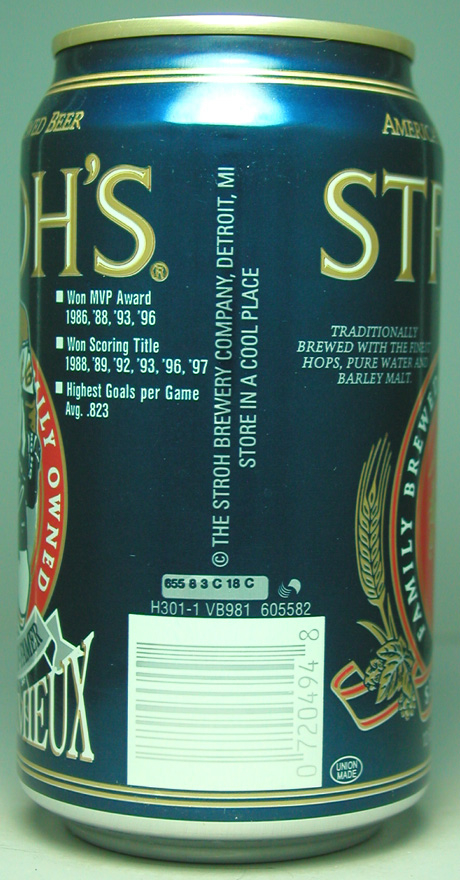 BEER
OH'S®
■ Won MVP Award
1986, '88, '93, '96
■ Won Scoring Title
1988, '89, '92, '93, '96, '97
■ Highest Goals per Game
Avg. .823
OWNED
© THE STROH BREWERY COMPANY, DETROIT, MI
STORE IN A COOL PLACE
655 8 3 C 18 C
H301-1 VB981 605582
0 720494 8
UNION
MADE
AMERICA
ST
TRADITIONALLY
BREWED WITH THE FINEST
HOPS, PURE WATER AND
BARLEY MALT.
FAMILY BREWED